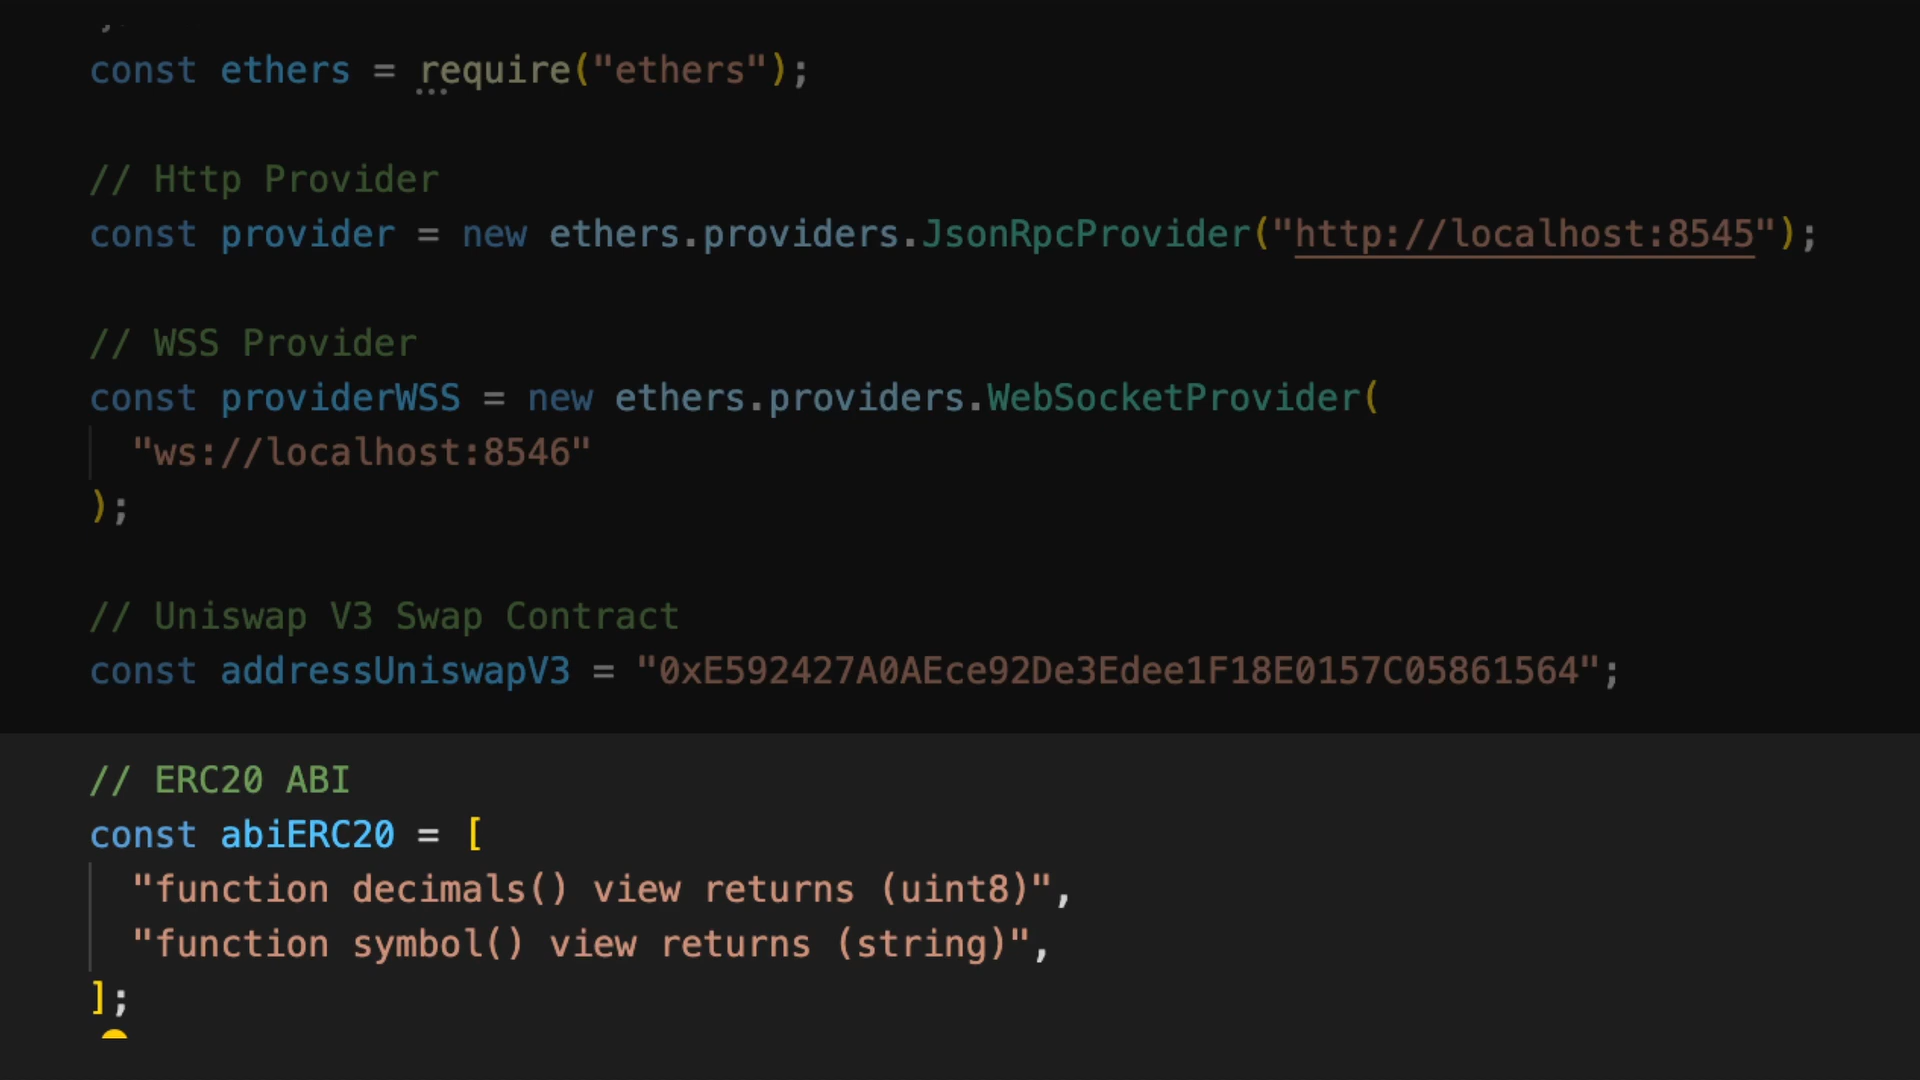 const ethers = require("ethers");
// Http Provider
const provider = new ethers.providers.JsonRpcProvider("http://localhost:8545");
// WSS Provider
const providerWSS = new ethers.providers.WebSocketProvider(
"ws://localhost:8546"
);
// Uniswap V3 Swap Contract
const addressUniswapV3 = "0xE592427A0AEce92De3Edee1F18E0157C05861564";
// ERC20 ABI
const abiERC20 = [
"function decimals() view returns (uint8)",
"function symbol() view returns (string)",
];